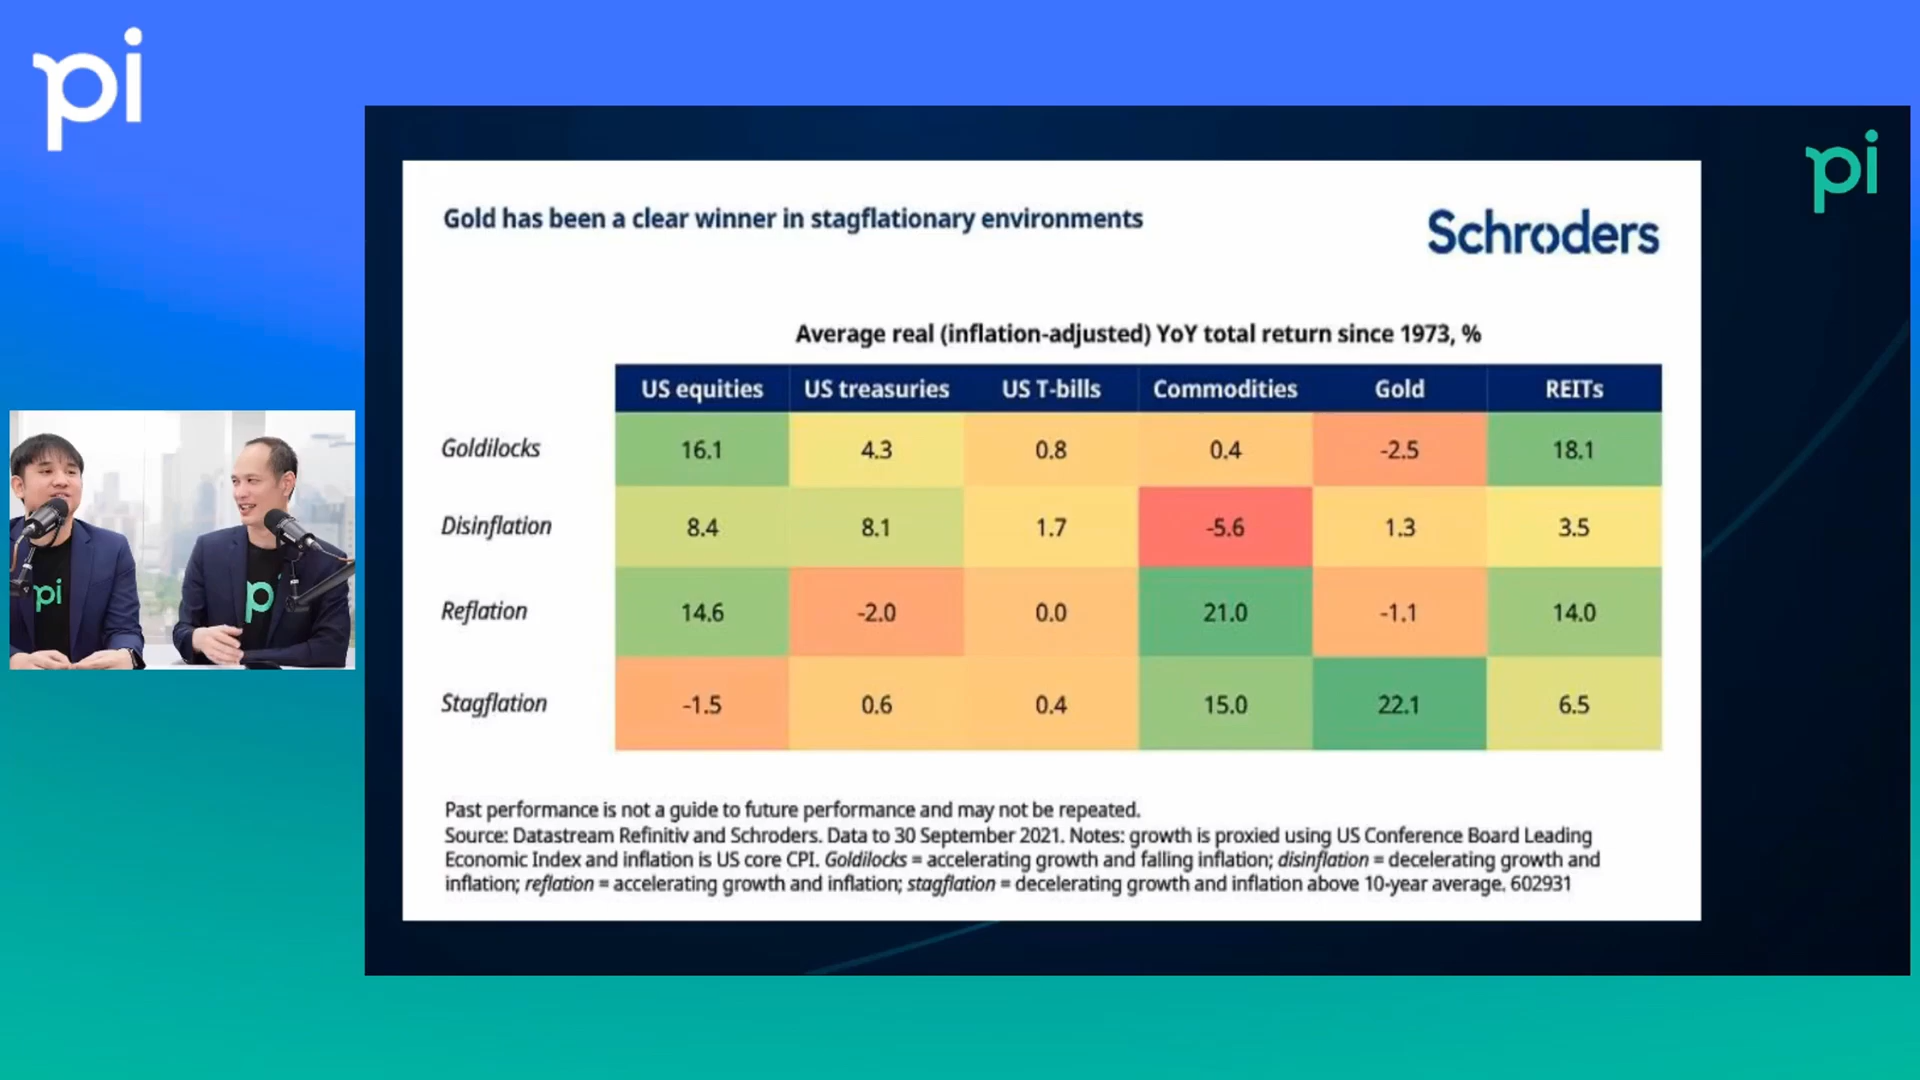 pi
pi
Gold has been a clear winner in stagflationary environments
Schroders
Average real (inflation-adjusted) YoY total return since 1973, %
US equities US treasuries US T-bills Commodities Gold REITs
Goldilocks 16.1 4.3 0.8 0.4 -2.5 18.1
Disinflation 8.4 8.1 1.7 -5.6 1.3 3.5
Reflation 14.6 -2.0 0.0 21.0 -1.1 14.0
Stagflation -1.5 0.6 0.4 15.0 22.1 6.5
Past performance is not a guide to future performance and may not be repeated.
Source: Datastream Refinitiv and Schroders. Data to 30 September 2021. Notes: growth is proxied using US Conference Board Leading
Economic Index and inflation is US core CPI. Goldilocks = accelerating growth and falling inflation; disinflation = decelerating growth and
inflation; reflation = accelerating growth and inflation; stagflation = decelerating growth and inflation above 10-year average. 602931
pi
pi